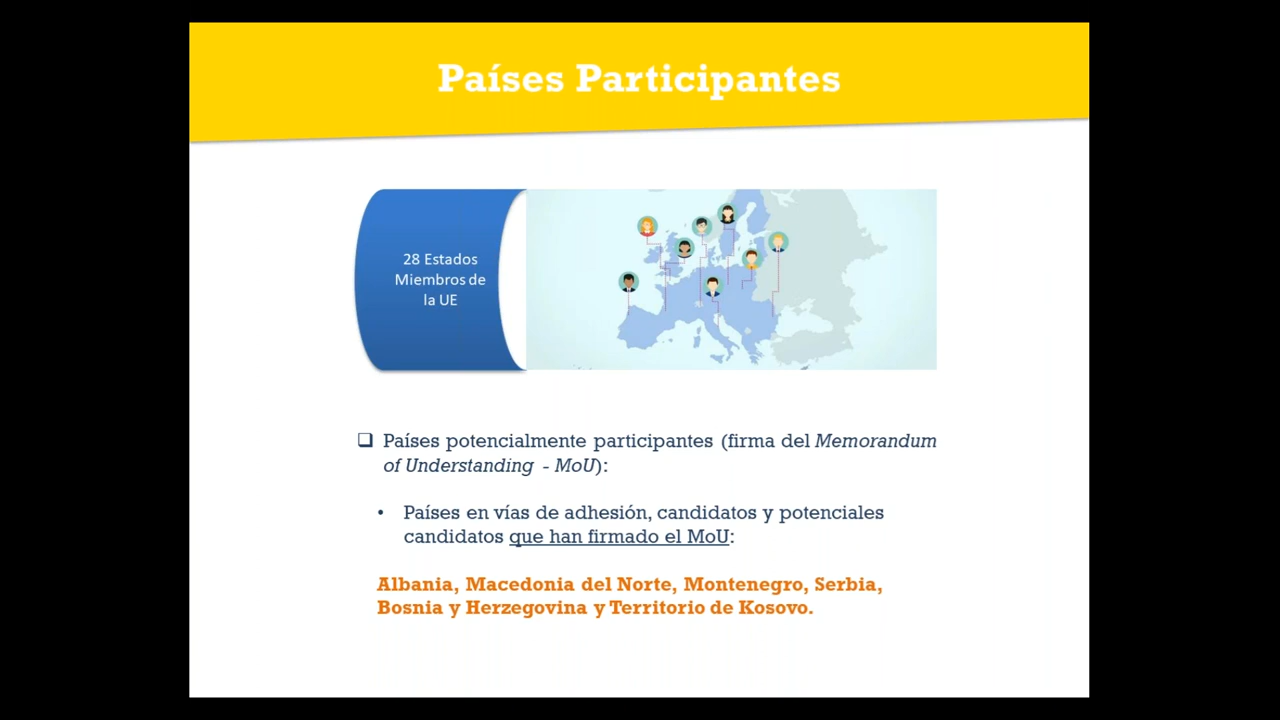 Países Participantes
28 Estados
Miembros de
la UE
❑ Países potencialmente participantes (firma del Memorandum
of Understanding - MoU):
• Países en vías de adhesión, candidatos y potenciales
candidatos que han firmado el MoU:
Albania, Macedonia del Norte, Montenegro, Serbia,
Bosnia y Herzegovina y Territorio de Kosovo.